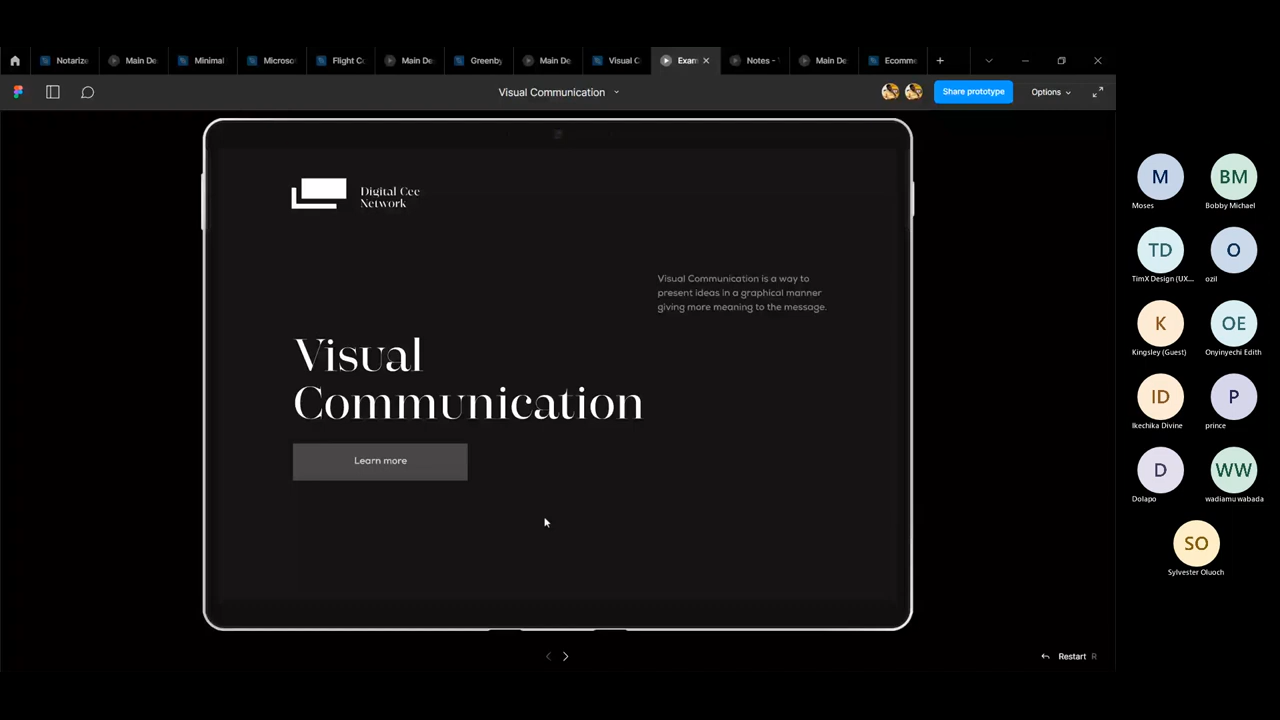 Notarize
Main De
Minimal
Microso
Flight C
Main De
Greenby
Main De
Visual C
Exam
Notes -
Main De
Ecomme
Visual Communication
Share prototype
Options
Digital Cee
Network
Visual Communication is a way to
present ideas in a graphical manner
giving more meaning to the message.
Visual
Communication
Learn more
Restart R
M
Moses
BM
Bobby Michael
TD
TimX Design (UX...
O
ozil
K
Kingsley (Guest)
OE
Onyinyechi Edith
ID
Ikechika Divine
P
prince
D
Dolapo
WW
wadiamu wabada
SO
Sylvester Oluoch